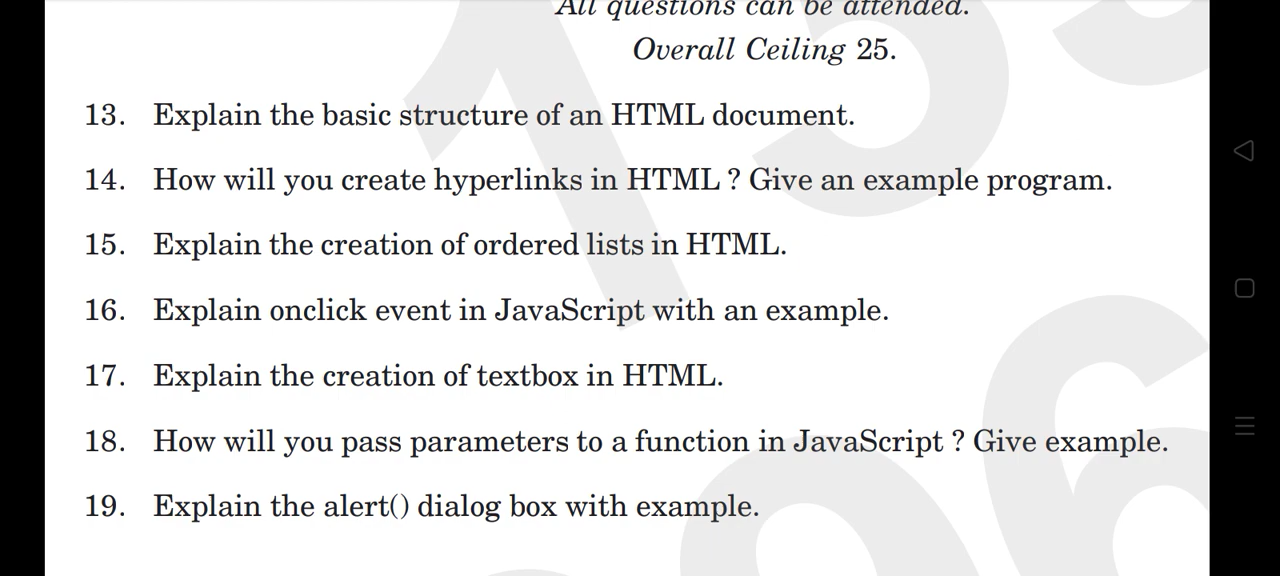 All questions can be attended.
Overall Ceiling 25.
13. Explain the basic structure of an HTML document.
14. How will you create hyperlinks in HTML ? Give an example program.
15. Explain the creation of ordered lists in HTML.
16. Explain onclick event in JavaScript with an example.
17. Explain the creation of textbox in HTML.
18. How will you pass parameters to a function in JavaScript ? Give example.
19. Explain the alert() dialog box with example.